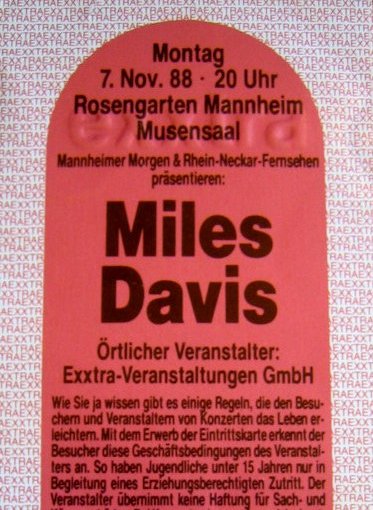 Montag
7. Nov. 88 · 20 Uhr
Rosengarten Mannheim
Musensaal
Mannheimer Morgen & Rhein-Neckar-Fernsehen
präsentieren:
Miles
Davis
Örtlicher Veranstalter:
Exxtra-Veranstaltungen GmbH
Wie Sie ja wissen gibt es einige Regeln, die den Besu-
chern und Veranstaltern von Konzerten das Leben er-
leichtern. Mit dem Erwerb der Eintrittskarte erkennt der
Besucher diese Geschäftsbedingungen des Veranstal-
ters an. So haben Jugendliche unter 15 Jahren nur in
Begleitung eines Erziehungsberechtigten Zutritt. Der
Veranstalter übernimmt keine Haftung für Sach- und